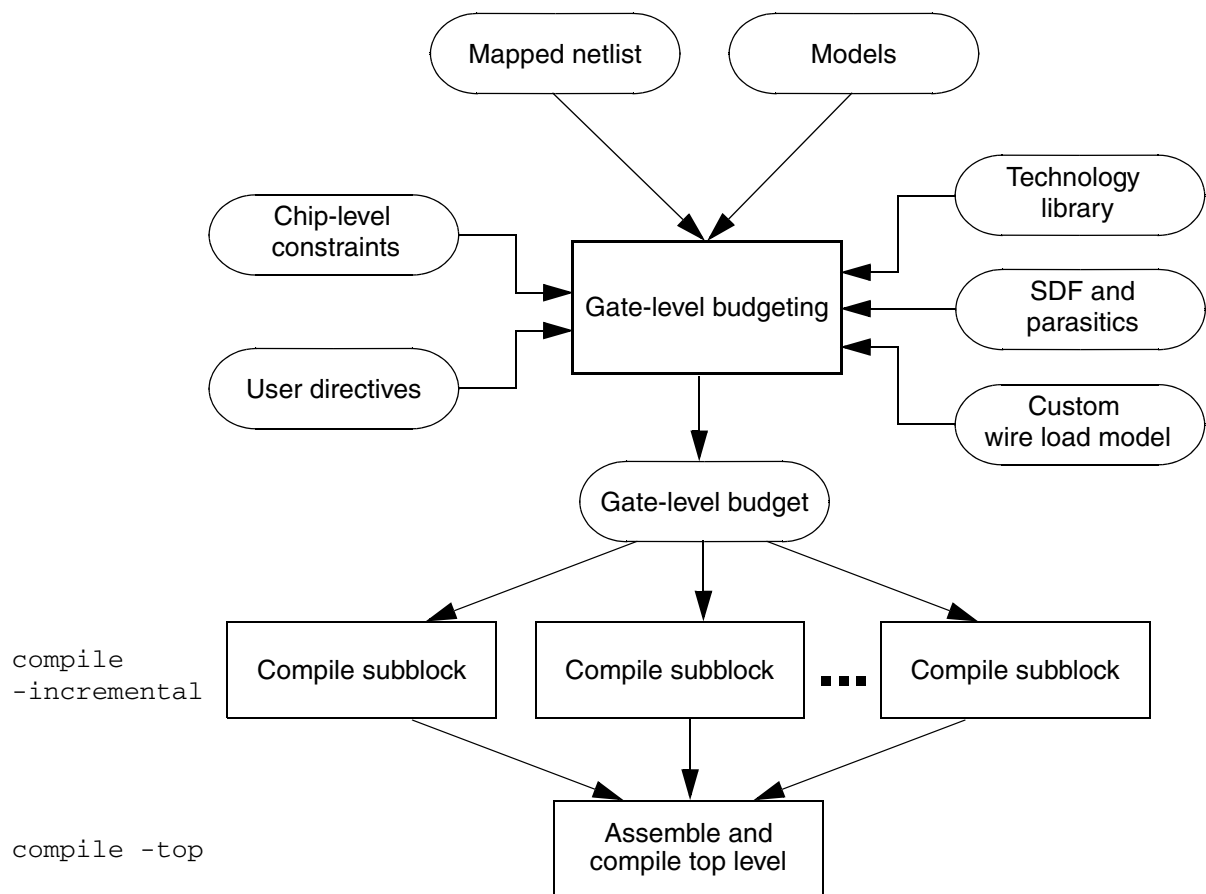 Mapped netlist
Models
Technology
library
Chip-level
constraints
Gate-level budgeting
SDF and
parasitics
User directives
Custom
wire load model
Gate-level budget
compile
-incremental
Compile subblock
Compile subblock
Compile subblock
compile -top
Assemble and
compile top level